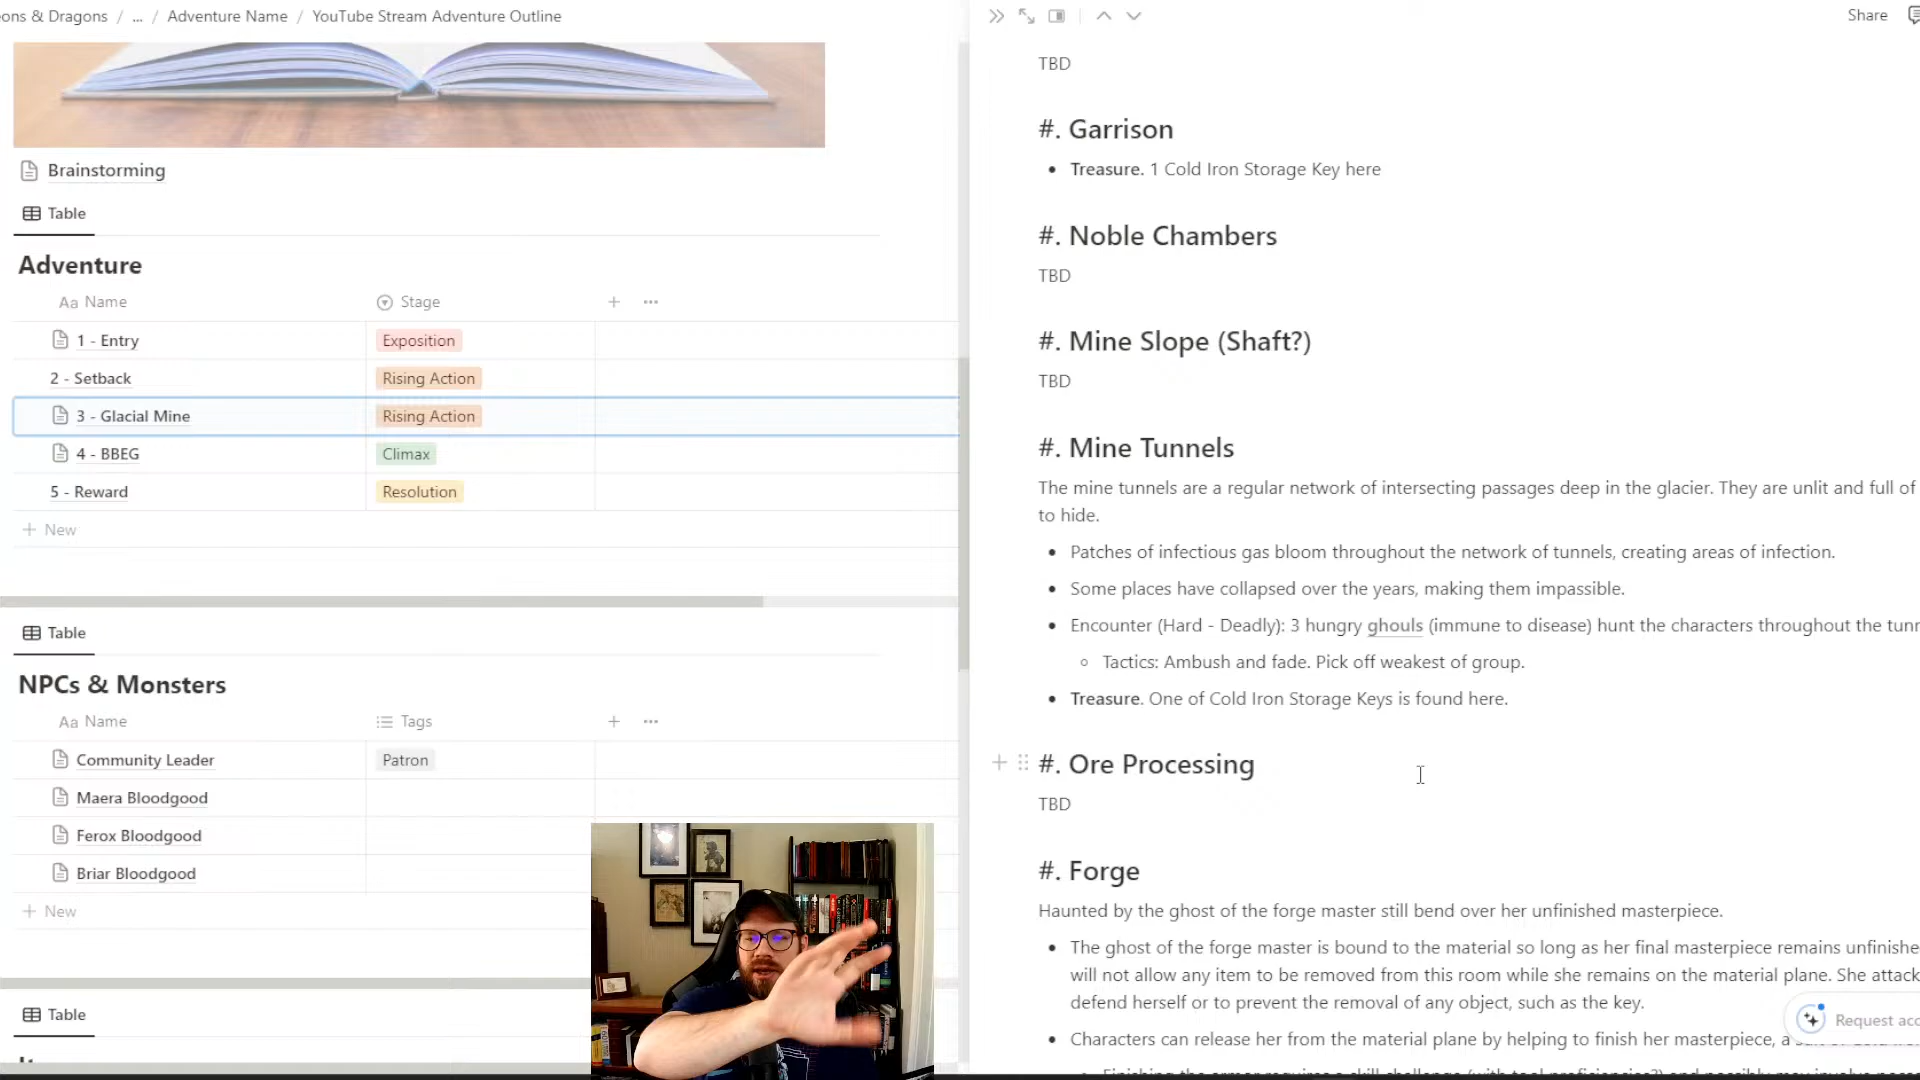 ons & Dragons / ... / Adventure Name / YouTube Stream Adventure Outline
Brainstorming
Table
Adventure
Aa Name Stage + ...
1 - Entry Exposition
2 - Setback Rising Action
3 - Glacial Mine Rising Action
4 - BBEG Climax
5 - Reward Resolution
+ New
Table
NPCs & Monsters
Aa Name Tags + ...
Community Leader Patron
Maera Bloodgood
Ferox Bloodgood
Briar Bloodgood
+ New
Table
Share
TBD
#. Garrison
• Treasure. 1 Cold Iron Storage Key here
#. Noble Chambers
TBD
#. Mine Slope (Shaft?)
TBD
#. Mine Tunnels
The mine tunnels are a regular network of intersecting passages deep in the glacier. They are unlit and full of
to hide.
• Patches of infectious gas bloom throughout the network of tunnels, creating areas of infection.
• Some places have collapsed over the years, making them impassible.
• Encounter (Hard - Deadly): 3 hungry ghouls (immune to disease) hunt the characters throughout the tunn
◦ Tactics: Ambush and fade. Pick off weakest of group.
• Treasure. One of Cold Iron Storage Keys is found here.
#. Ore Processing
TBD
#. Forge
Haunted by the ghost of the forge master still bend over her unfinished masterpiece.
• The ghost of the forge master is bound to the material so long as her final masterpiece remains unfinishe
will not allow any item to be removed from this room while she remains on the material plane. She attack
defend herself or to prevent the removal of any object, such as the key.
Request acc
• Characters can release her from the material plane by helping to finish her masterpiece, a